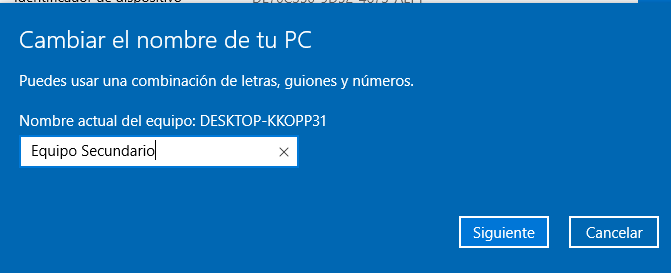 Cambiar el nombre de tu PC
Puedes usar una combinación de letras, guiones y números.
Nombre actual del equipo: DESKTOP-KKOPP31
Equipo Secundario
Siguiente
Cancelar